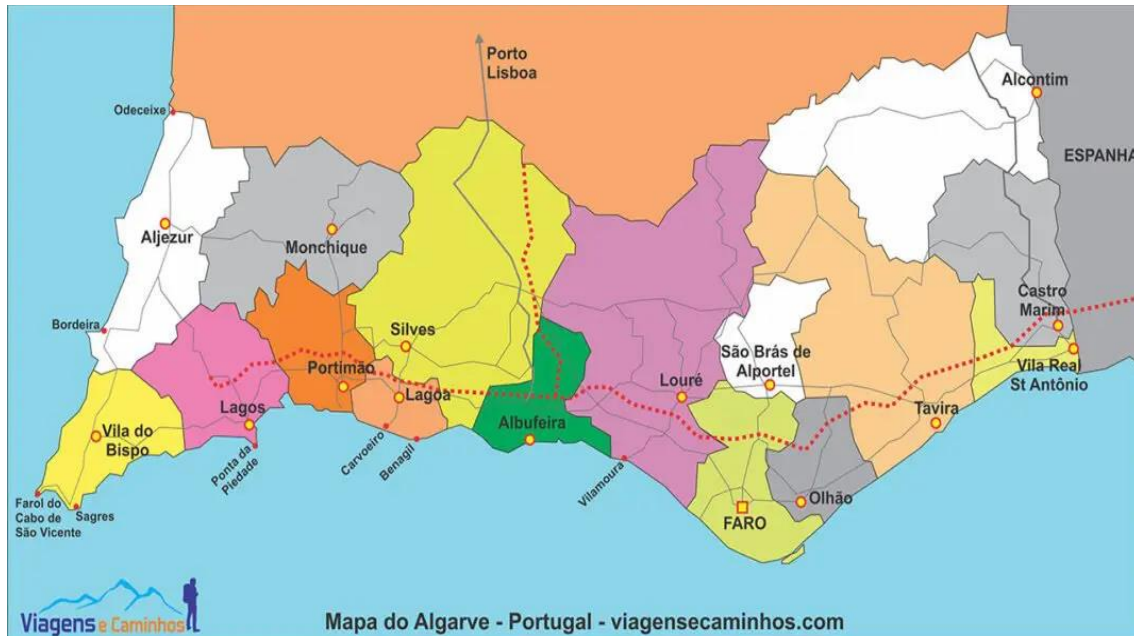 Porto
Lisboa
Alcontim
Odeceixe
ESPANHA
Aljezur
Monchique
Castro
Marim
Bordeira
Silves
São Brás de
Alportel
Vila Real
St Antônio
Portimão
Lagoa
Louré
Lagos
Tavira
Vila do
Bispo
Albufeira
Ponta da
Piedade
Carvoeiro
Benagil
Vilamoura
Olhão
Farol do
Cabo de
São Vicente
Sagres
FARO
Viagens e Caminhos
Mapa do Algarve - Portugal - viagensecaminhos.com